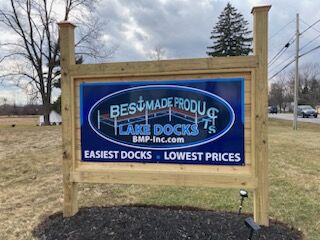 BEST MADE PRODUCTS
LAKE DOCKS
BMP-Inc.com
EASIEST DOCKS • LOWEST PRICES